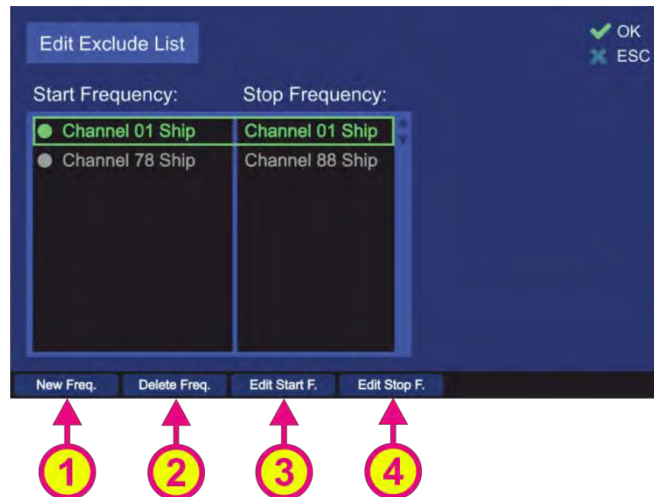 Edit Exclude List
OK
ESC
Start Frequency: Stop Frequency:
Channel 01 Ship Channel 01 Ship
Channel 78 Ship Channel 88 Ship
New Freq. Delete Freq. Edit Start F. Edit Stop F.
1 2 3 4